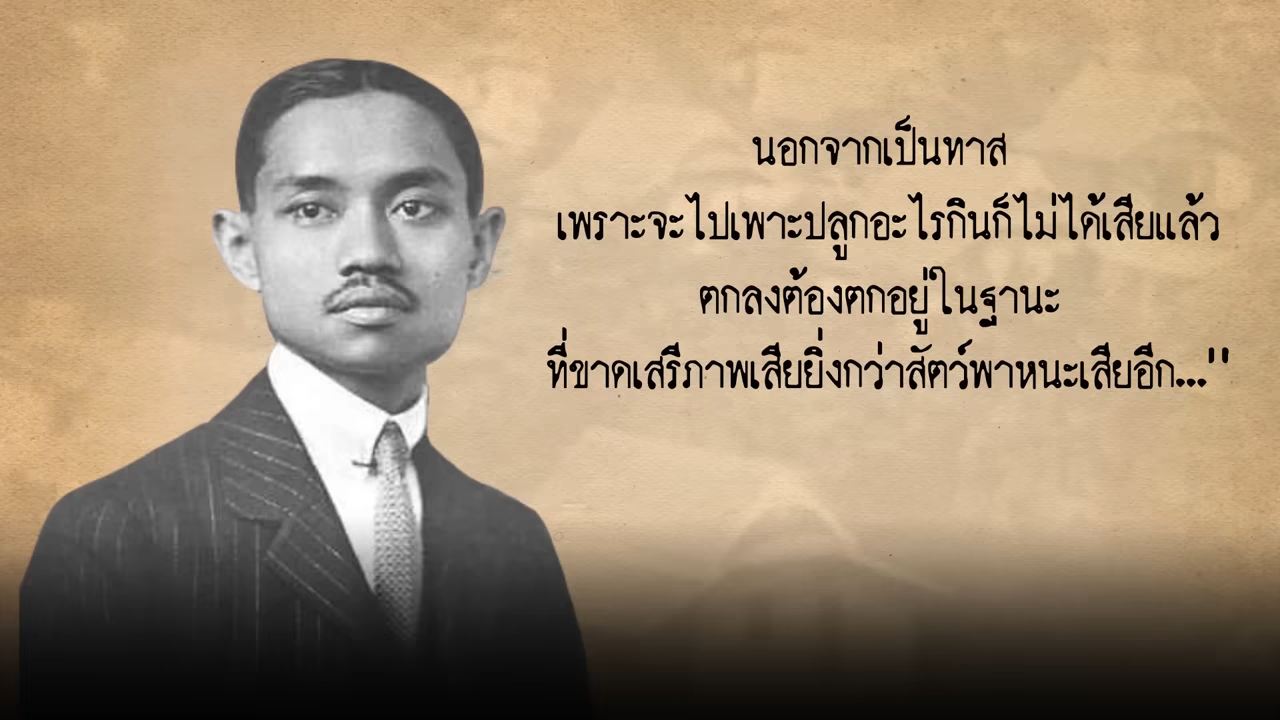 นอกจากเป็นทาส
เพราะจะไปเพาะปลูกอะไรกินก็ไม่ได้เสียแล้ว
ตกลงต้องตกอยู่ในฐานะ
ที่ขาดเสรีภาพเสียยิ่งกว่าสัตว์พาหนะเสียอีก..."